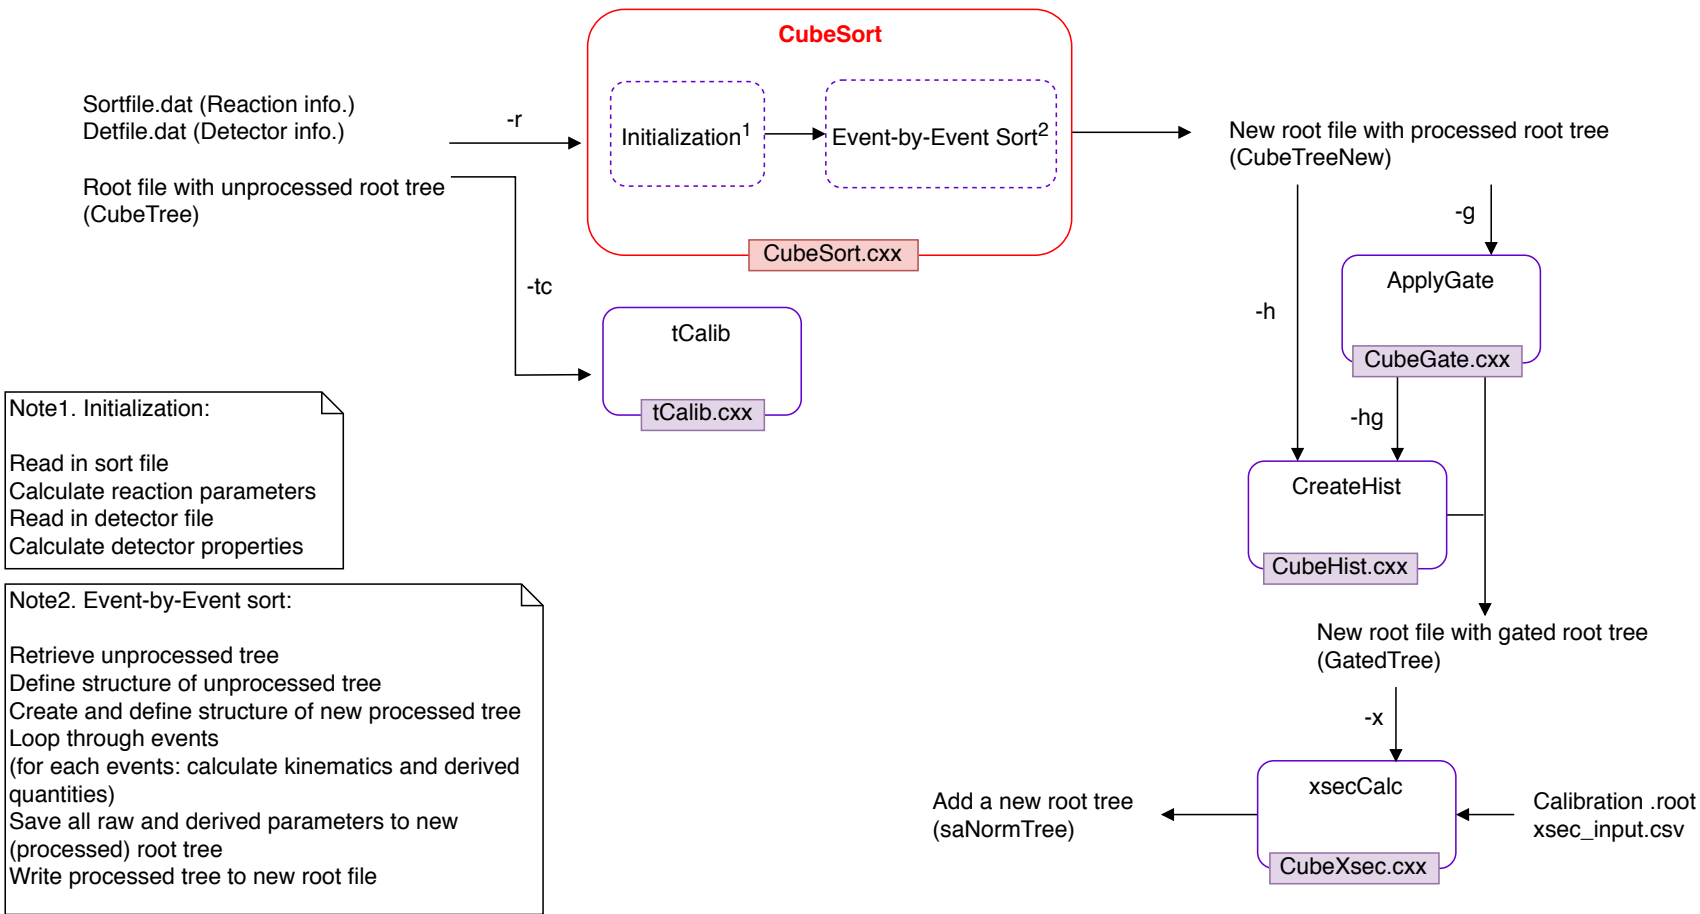 CubeSort
Sortfile.dat (Reaction info.)
Detfile.dat (Detector info.)
-r
Initialization1
Event-by-Event Sort2
New root file with processed root tree
(CubeTreeNew)
Root file with unprocessed root tree
(CubeTree)
CubeSort.cxx
-g
-tc
ApplyGate
-h
tCalib
CubeGate.cxx
tCalib.cxx
-hg
Note1. Initialization:
Read in sort file
Calculate reaction parameters
Read in detector file
Calculate detector properties
CreateHist
CubeHist.cxx
Note2. Event-by-Event sort:
Retrieve unprocessed tree
Define structure of unprocessed tree
Create and define structure of new processed tree
Loop through events
(for each events: calculate kinematics and derived
quantities)
Save all raw and derived parameters to new
(processed) root tree
Write processed tree to new root file
New root file with gated root tree
(GatedTree)
-x
xsecCalc
Add a new root tree
(saNormTree)
Calibration .root
xsec_input.csv
CubeXsec.cxx